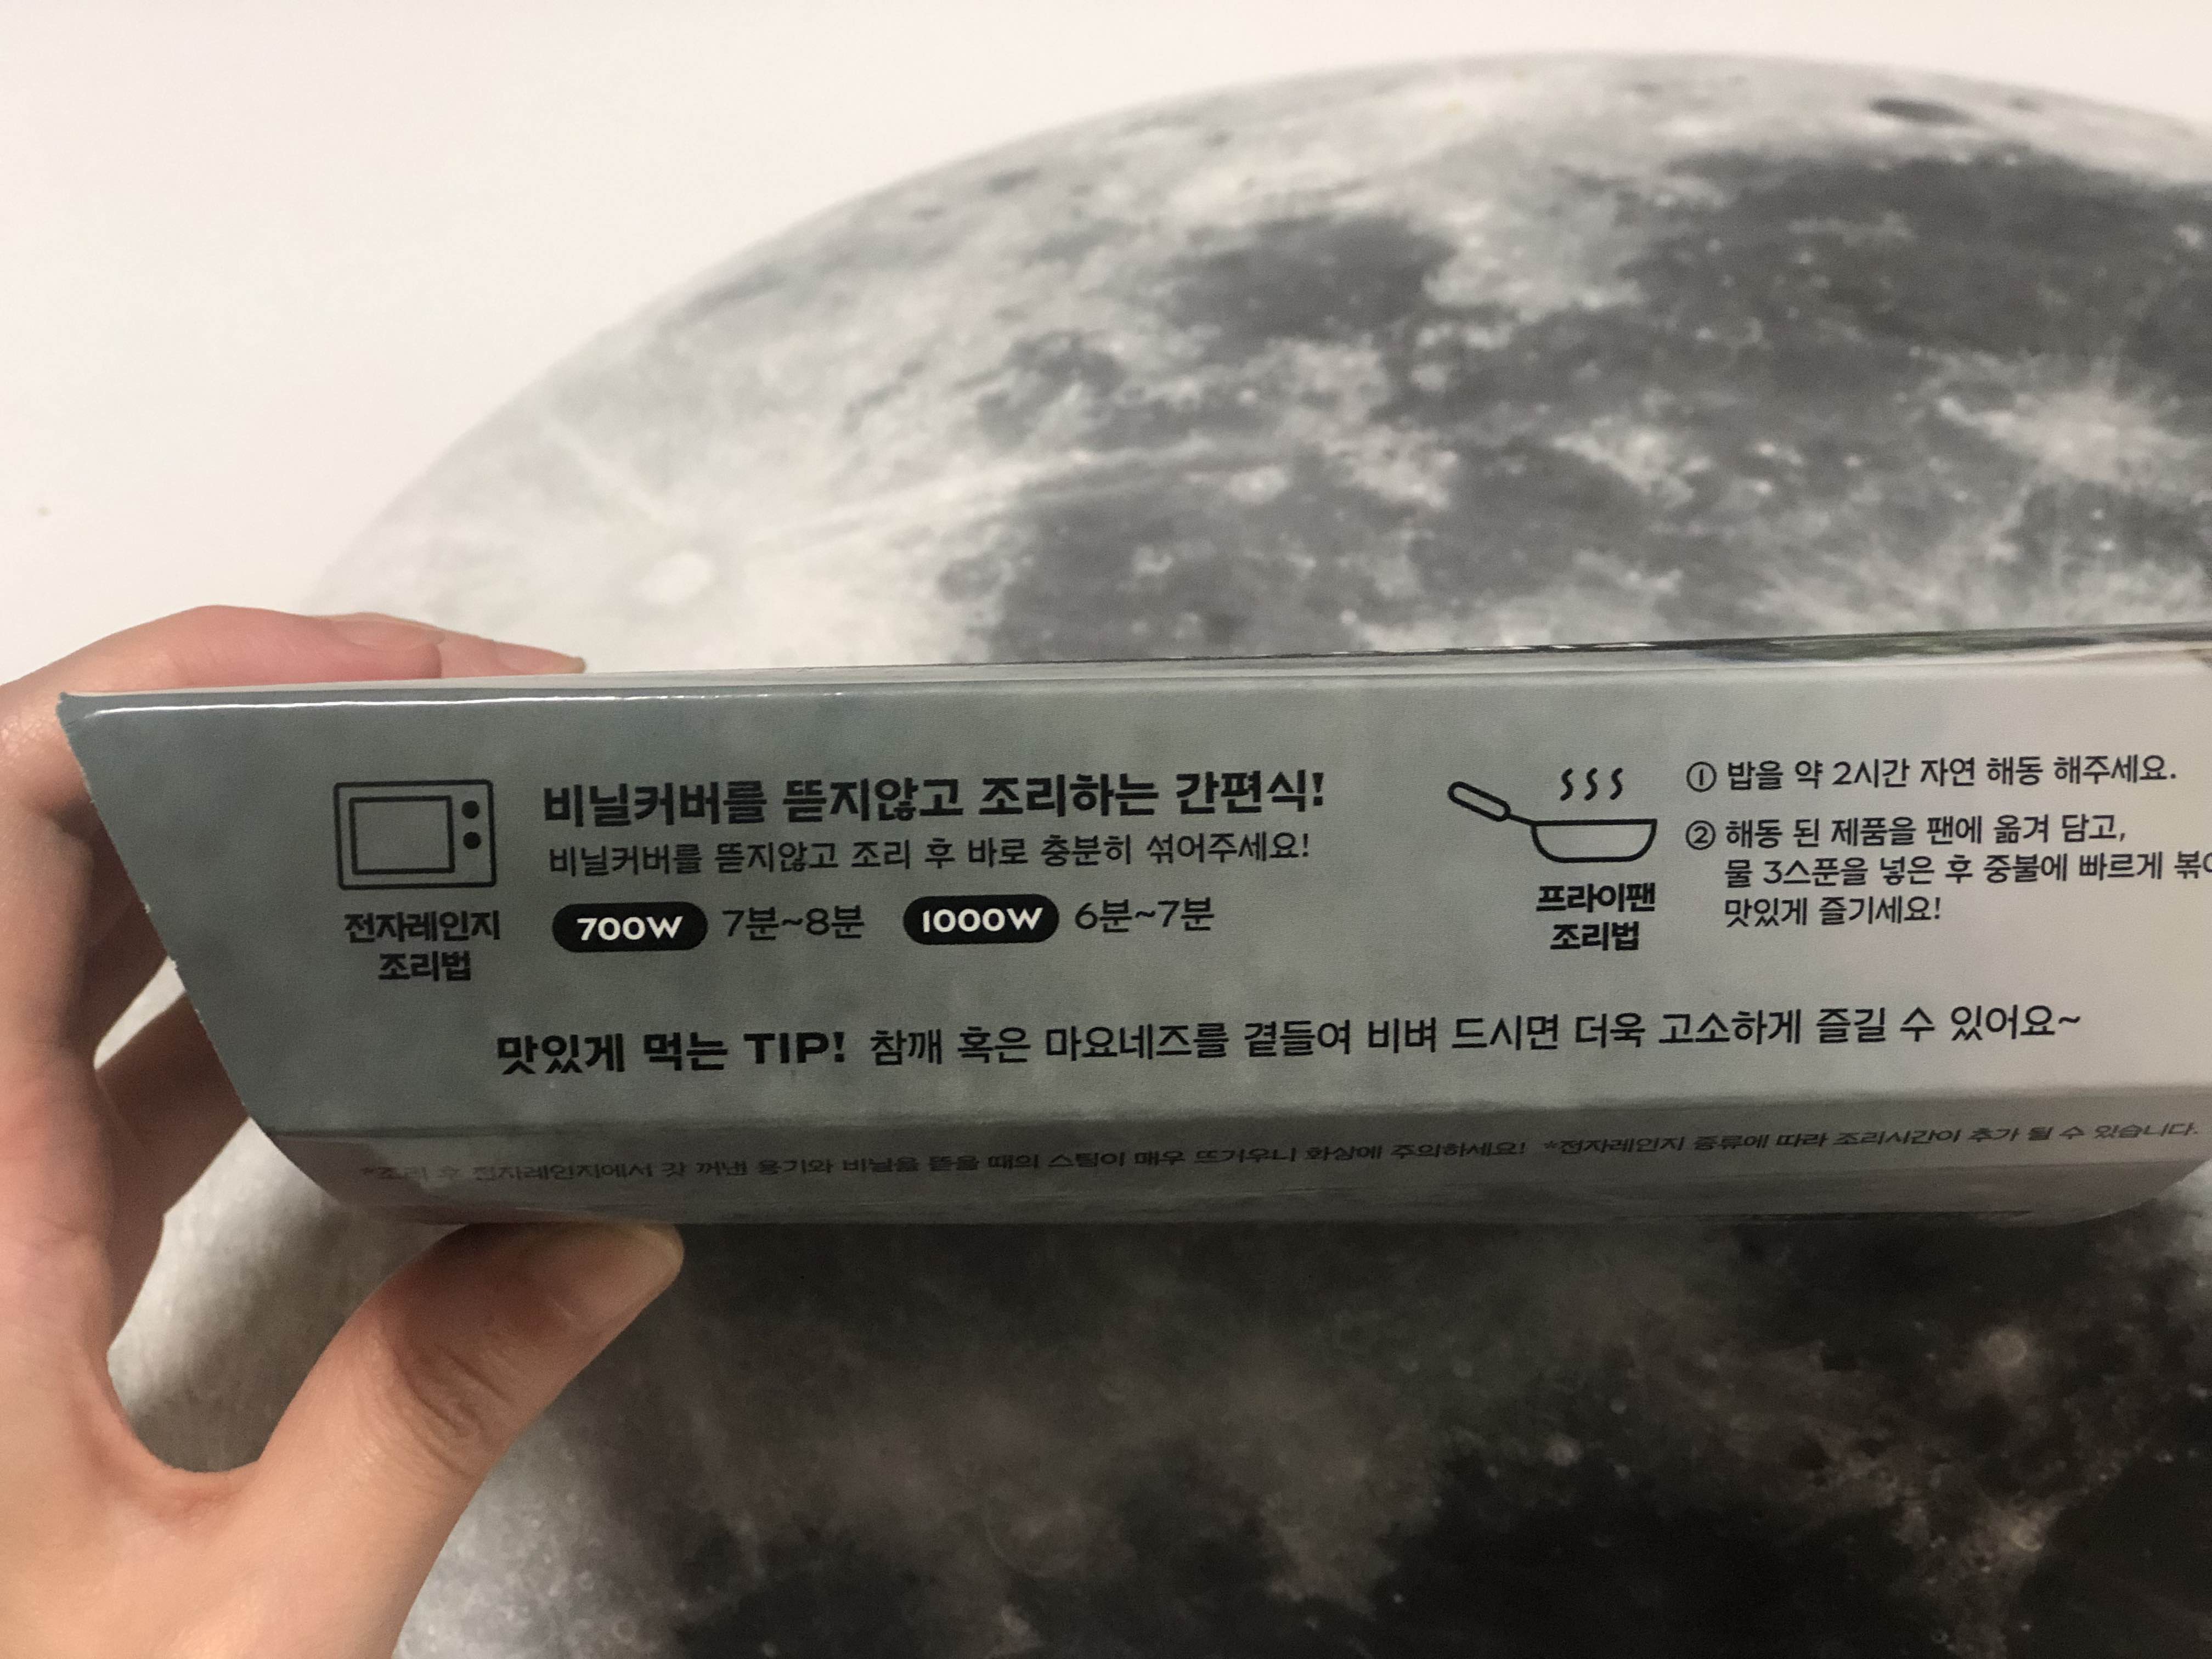 비닐커버를 뜯지않고 조리하는 간편식!
비닐커버를 뜯지않고 조리 후 바로 충분히 섞어주세요!
700W 7분~8분 1000W 6분~7분
전자레인지
조리법
프라이팬
조리법
① 밥을 약 2시간 자연 해동 해주세요.
② 해동 된 제품을 팬에 옮겨 담고,
물 3스푼을 넣은 후 중불에 빠르게
맛있게 즐기세요!
맛있게 먹는 TIP! 참깨 혹은 마요네즈를 곁들여 비벼 드시면 더욱 고소하게 즐길 수 있어요~
*조리 후 전자레인지에서 갓 꺼낸 용기와 비닐을 뜯을 때의 스팀이 매우 뜨거우니 화상에 주의하세요! *전자레인지 종류에 따라 조리시간이 추가 될 수 있습니다.